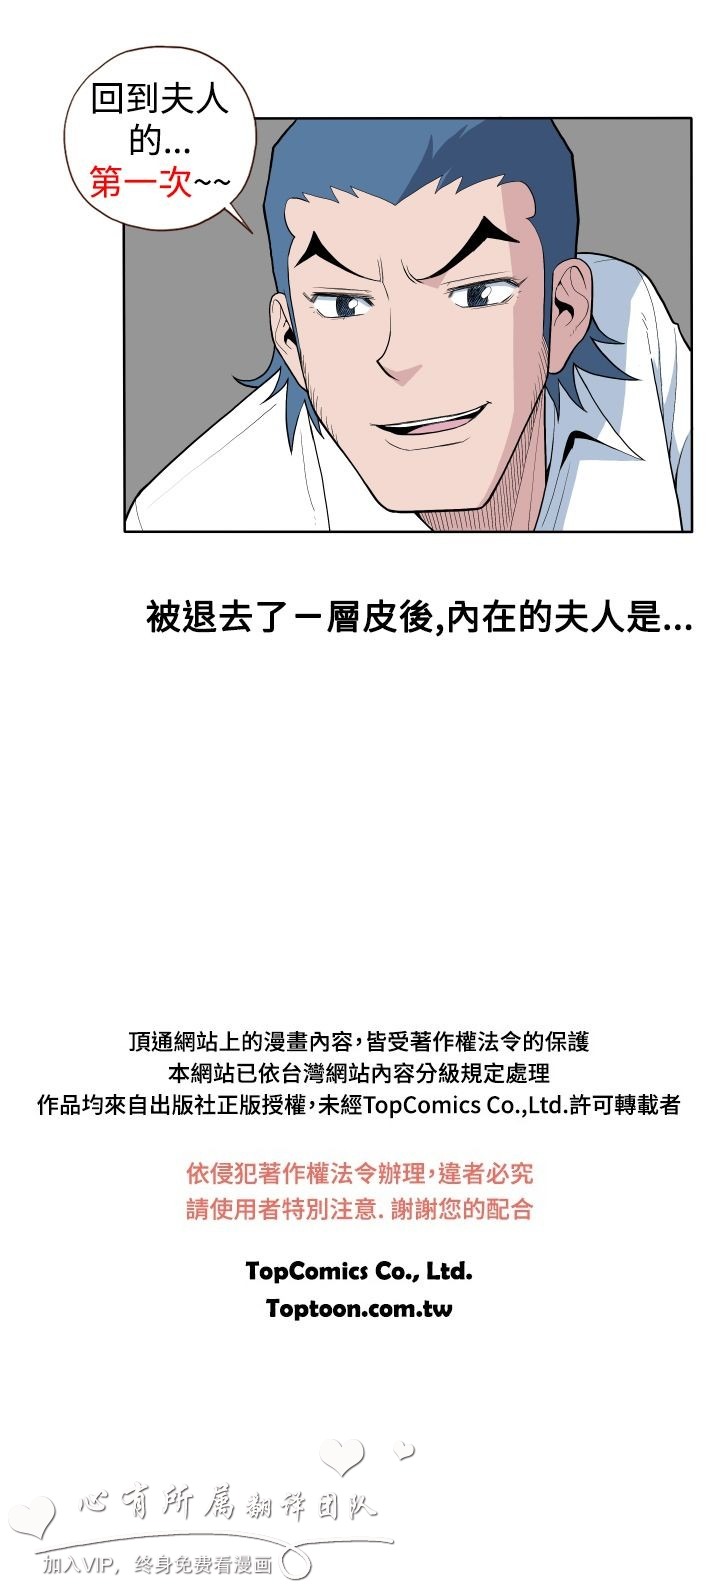 回到夫人
的...
第一次~~
被退去了一層皮後,內在的夫人是...
頂通網站上的漫畫內容，皆受著作權法令的保護
本網站已依台灣網站內容分級規定處理
作品均來自出版社正版授權，未經TopComics Co.,Ltd.許可轉載者
依侵犯著作權法令辦理，違者必究
請使用者特別注意. 謝謝您的配合
TopComics Co., Ltd.
Toptoon.com.tw
心有所属翻译团队
加入VIP，终身免费看漫画